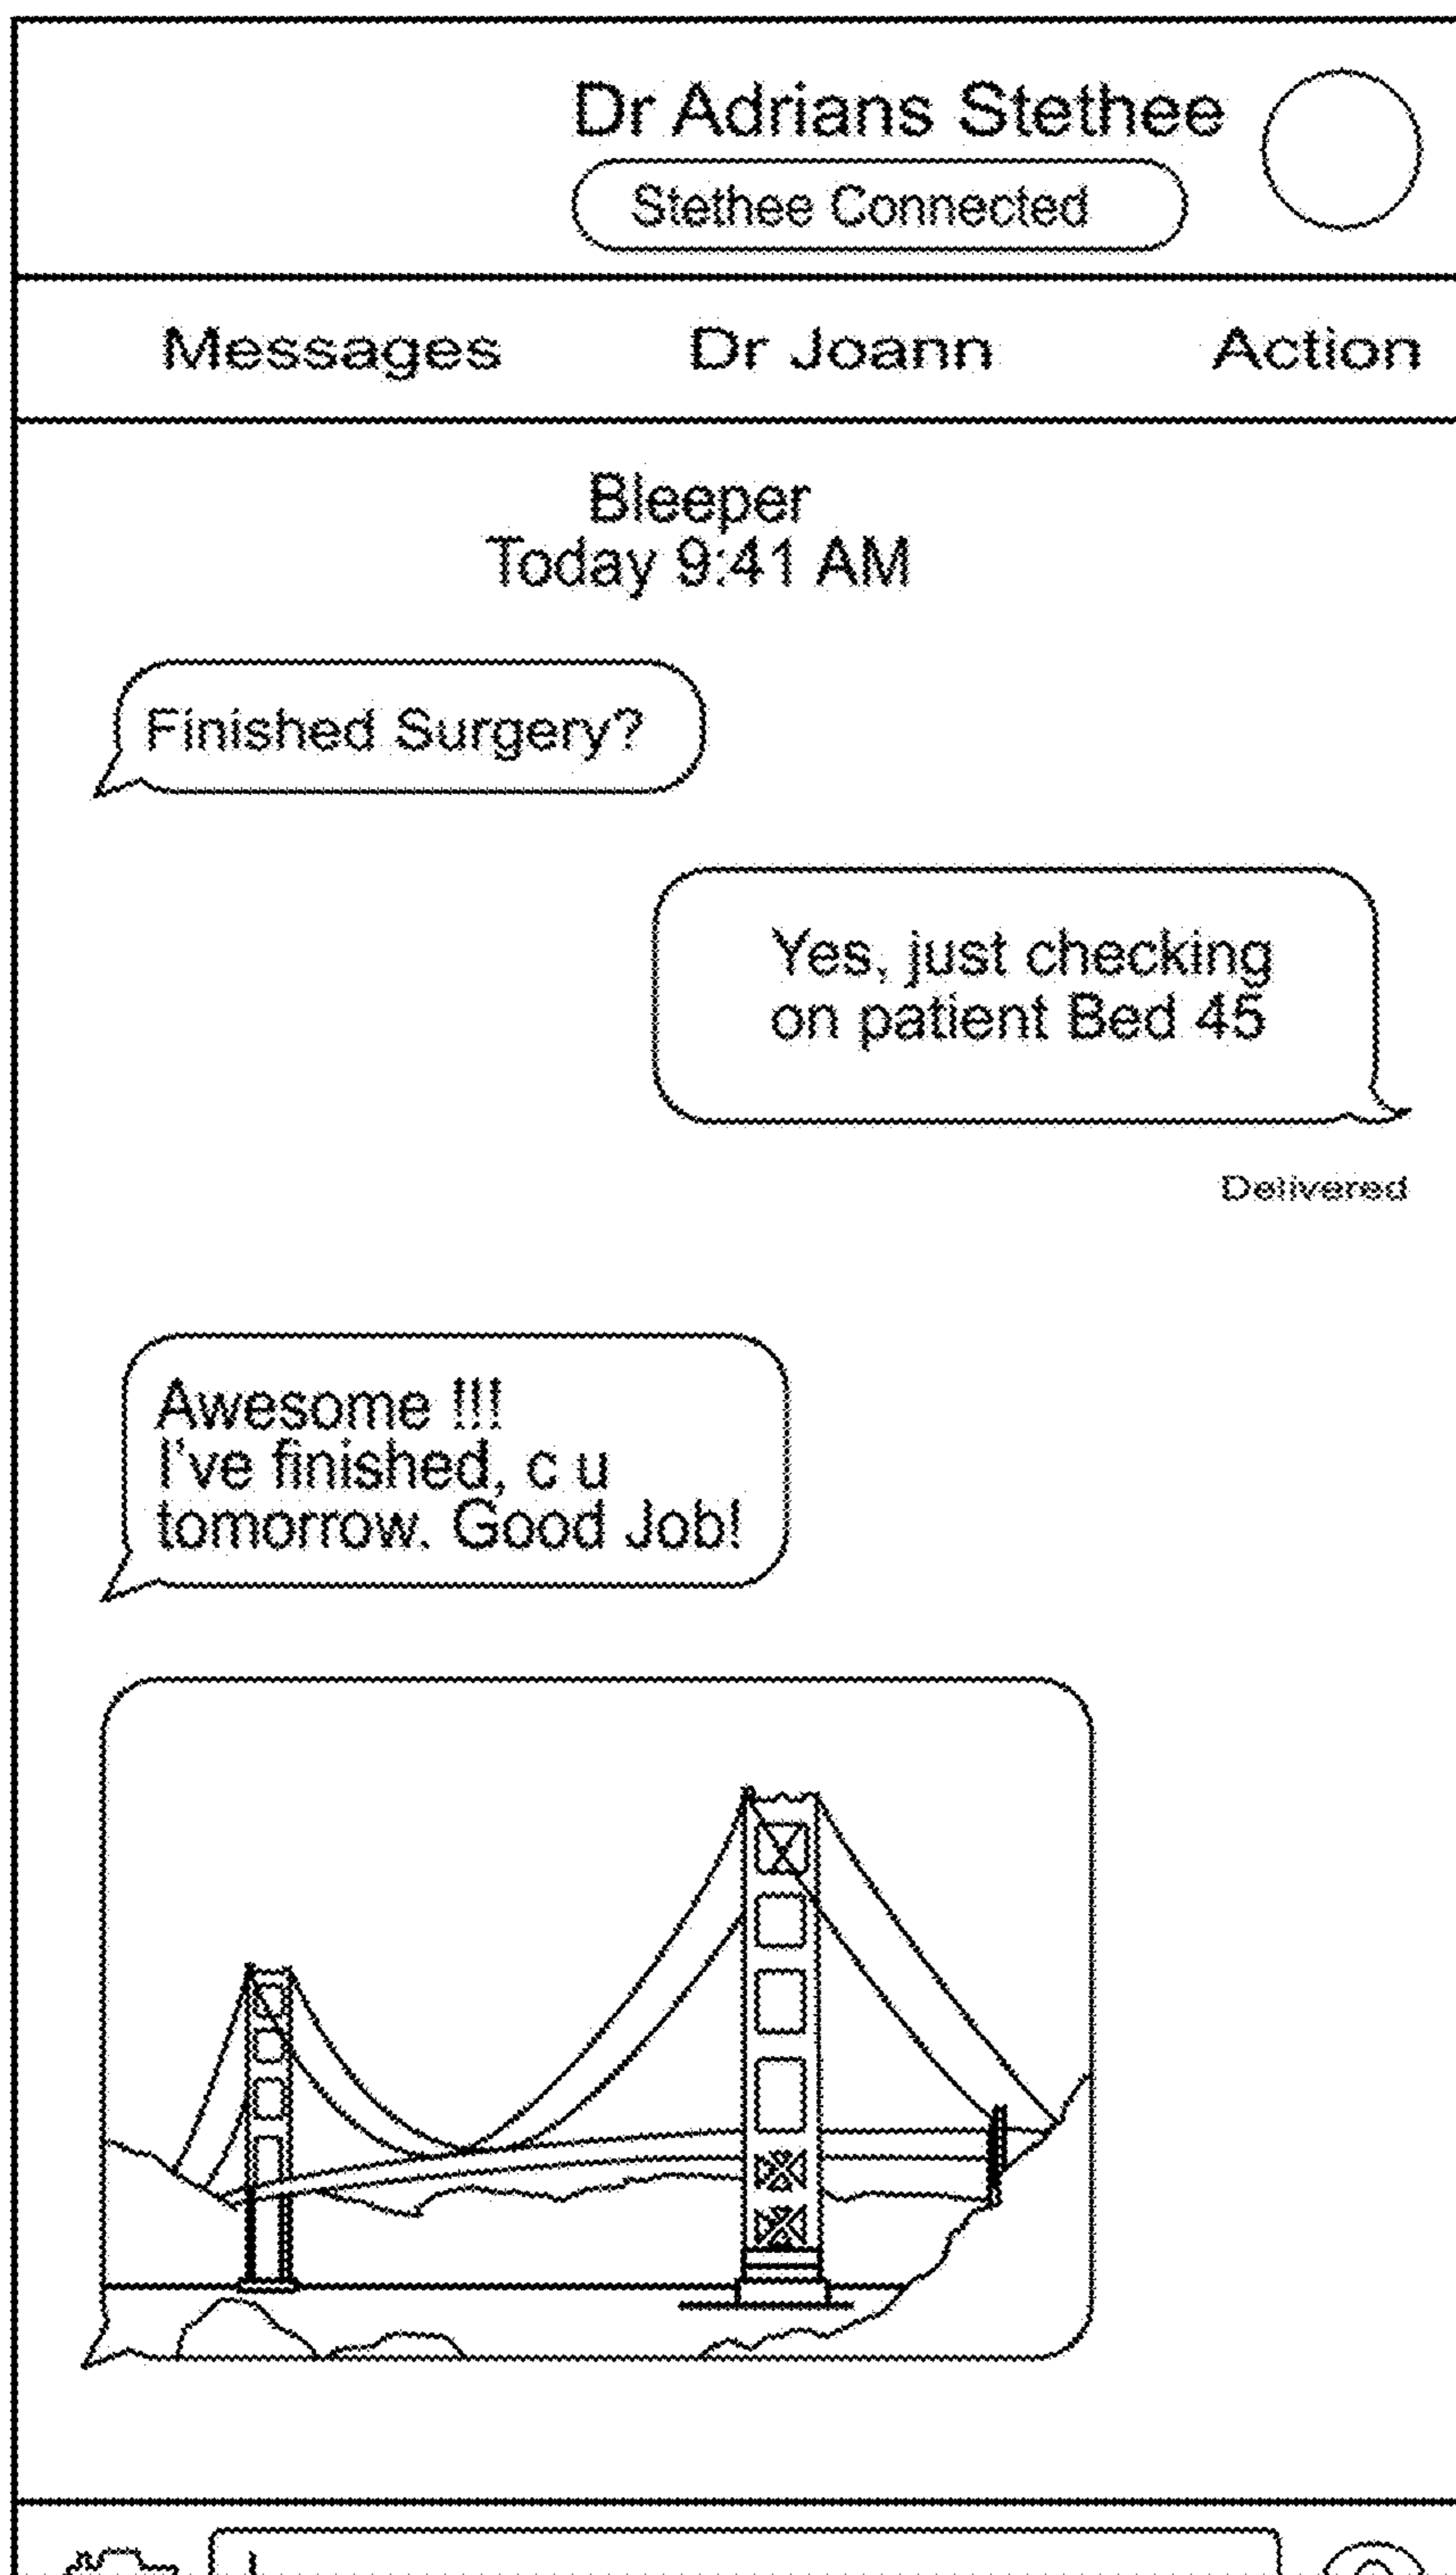 Dr Adrians Stethee
Stethee Connected
Messages Dr Joann Action
Bleeper
Today 9:41 AM
Finished Surgery?
Yes, just checking
on patient Bed 45
Delivered
Awesome !!!
I've finished, c u
tomorrow. Good Job!